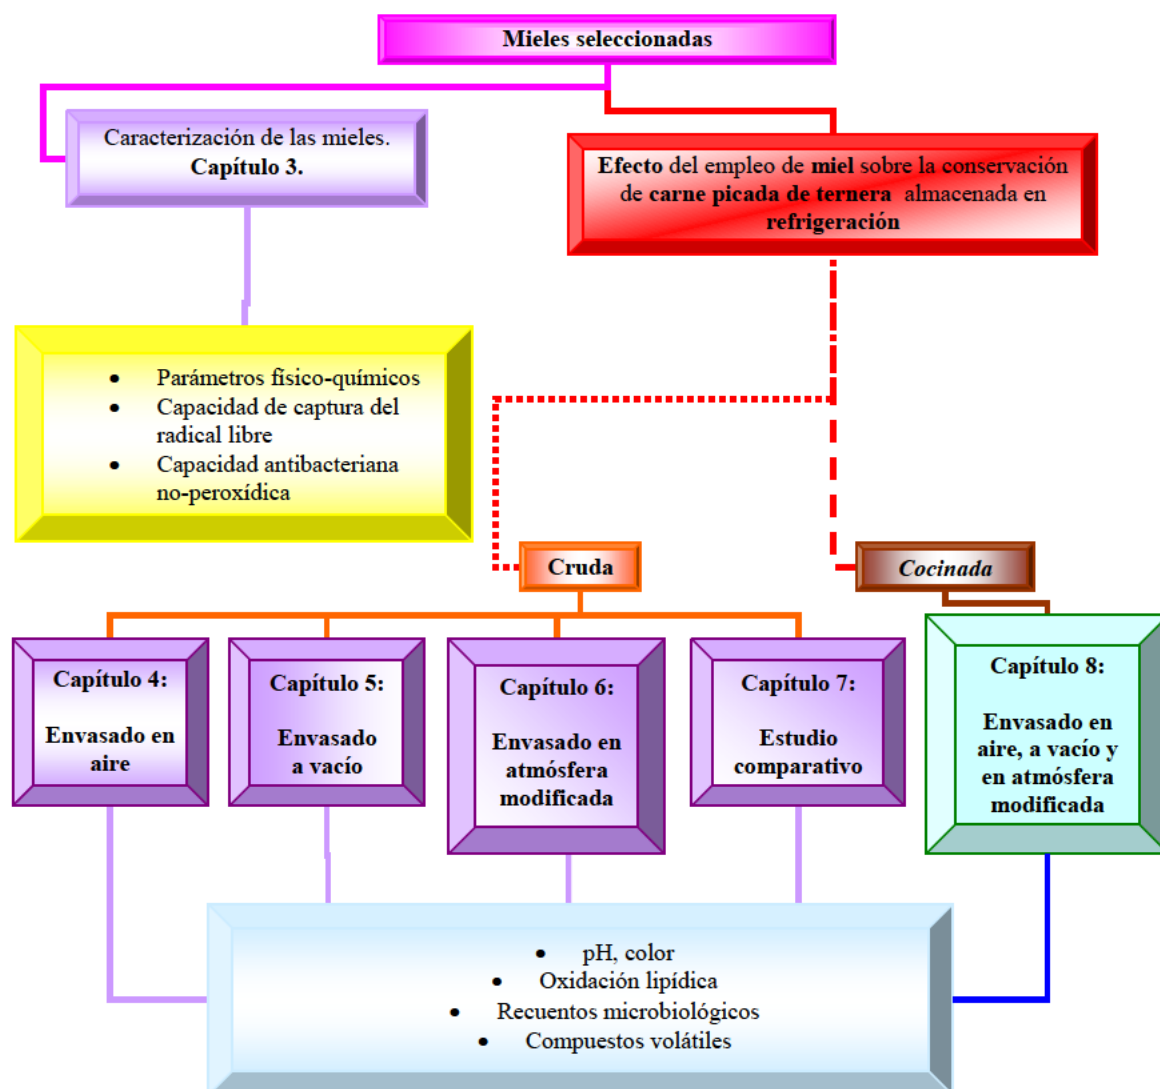 Mieles seleccionadas
Caracterización de las mieles.
Capítulo 3.
Efecto del empleo de miel sobre la conservación
de carne picada de ternera almacenada en
refrigeración
• Parámetros físico-químicos
• Capacidad de captura del
radical libre
• Capacidad antibacteriana
no-peroxídica
Cruda
Cocinada
Capítulo 4:
Envasado en
aire
Capítulo 5:
Envasado
a vacío
Capítulo 6:
Envasado en
atmósfera
modificada
Capítulo 7:
Estudio
comparativo
Capítulo 8:
Envasado en
aire, a vacío y
en atmósfera
modificada
• pH, color
• Oxidación lipídica
• Recuentos microbiológicos
• Compuestos volátiles